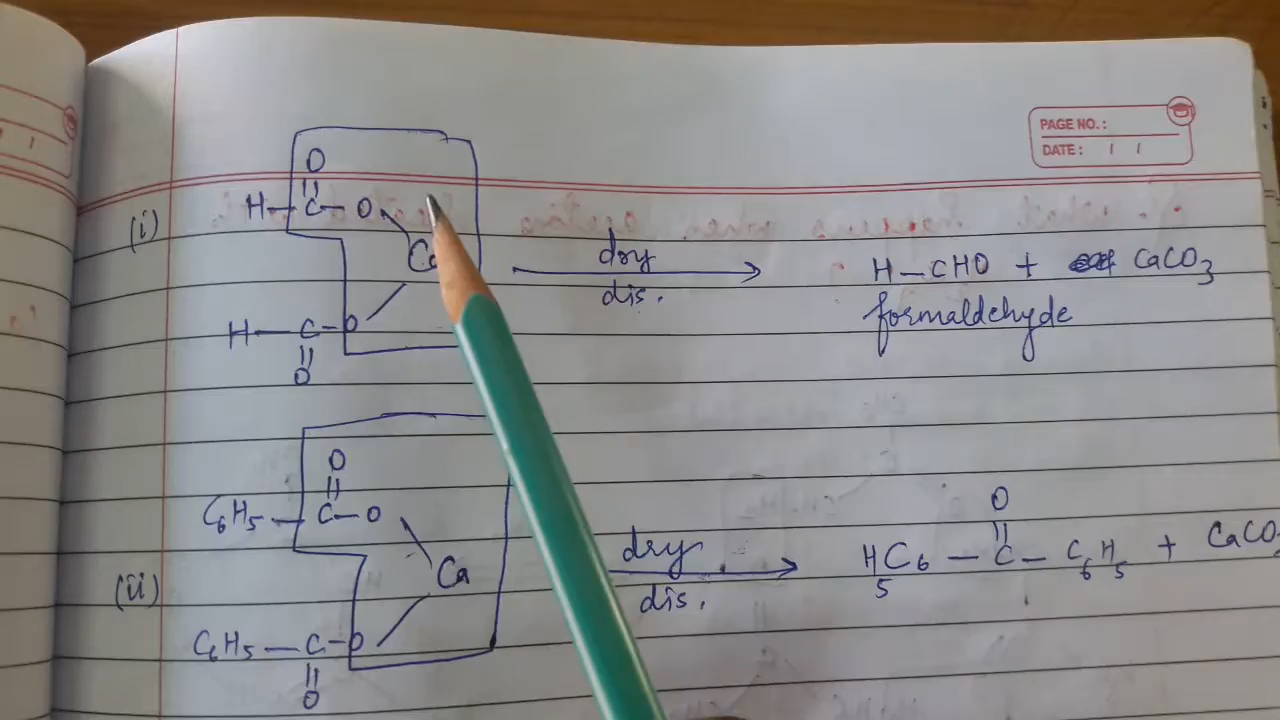 PAGE NO.:
DATE: / /
(i)
O
H-C-O
Ca
H-C-O
O
dry
dis.
H-CHO + CaCO3
formaldehyde
(ii)
O
C6H5-C-O
Ca
C6H5-C-O
O
dry
dis.
O
H5C6-C-C6H5 + CaCO3